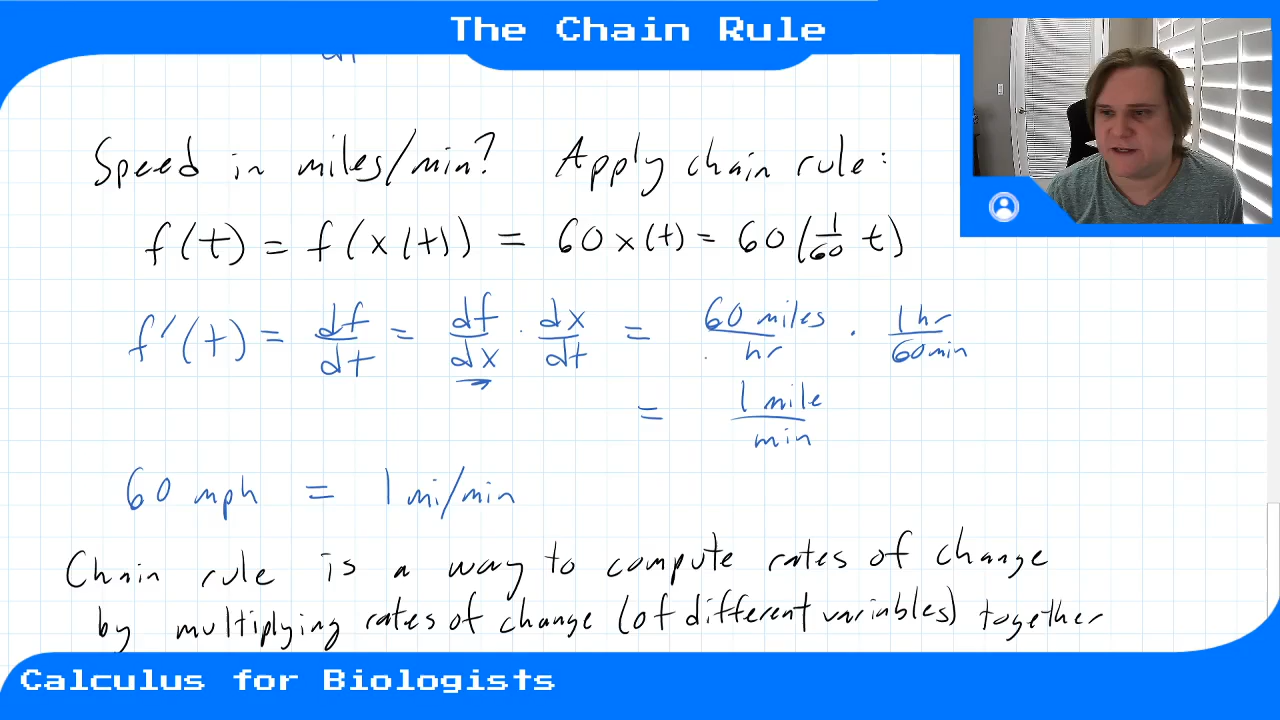 The Chain Rule
Speed in miles/min? Apply chain rule:
f(t) = f(x(t)) = 60x(t) = 60(1/60 t)
f'(t) = df/dt = df/dx · dx/dt = 60 miles/hr · 1 hr/60 min
= 1 mile/min
60 mph = 1 mi/min
Chain rule is a way to compute rates of change
by multiplying rates of change (of different variables) together
Calculus for Biologists